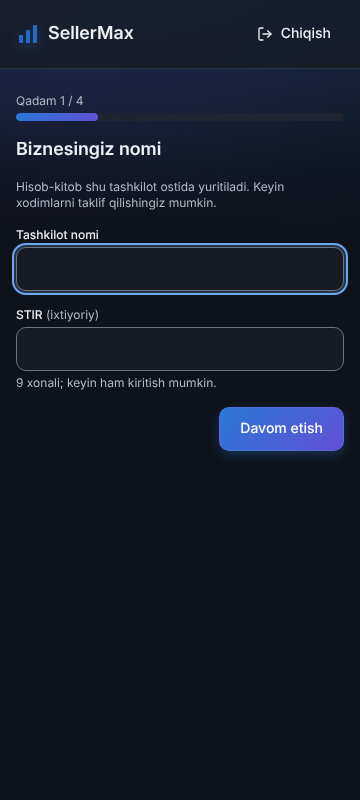 SellerMax
Chiqish
Qadam 1 / 4
Biznesingiz nomi
Hisob-kitob shu tashkilot ostida yuritiladi. Keyin
xodimlarni taklif qilishingiz mumkin.
Tashkilot nomi
STIR (ixtiyoriy)
9 xonali; keyin ham kiritish mumkin.
Davom etish